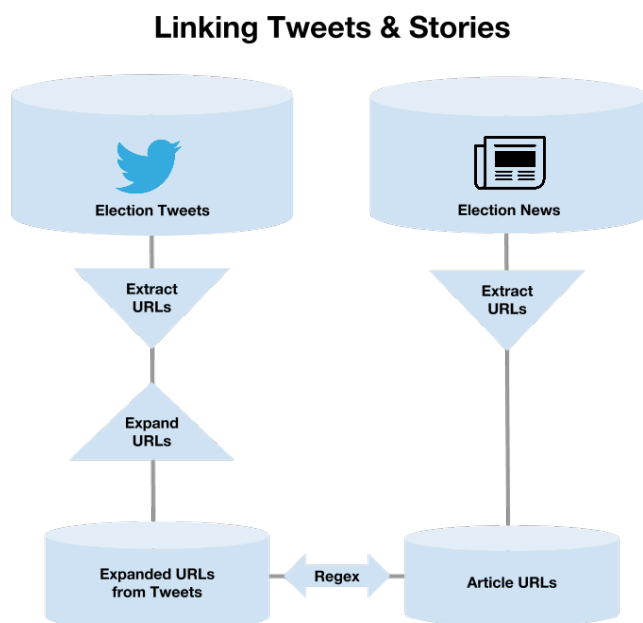 Linking Tweets & Stories
Election Tweets
Election News
Extract
URLs
Extract
URLs
Expand
URLs
Expanded URLs
from Tweets
Regex
Article URLs